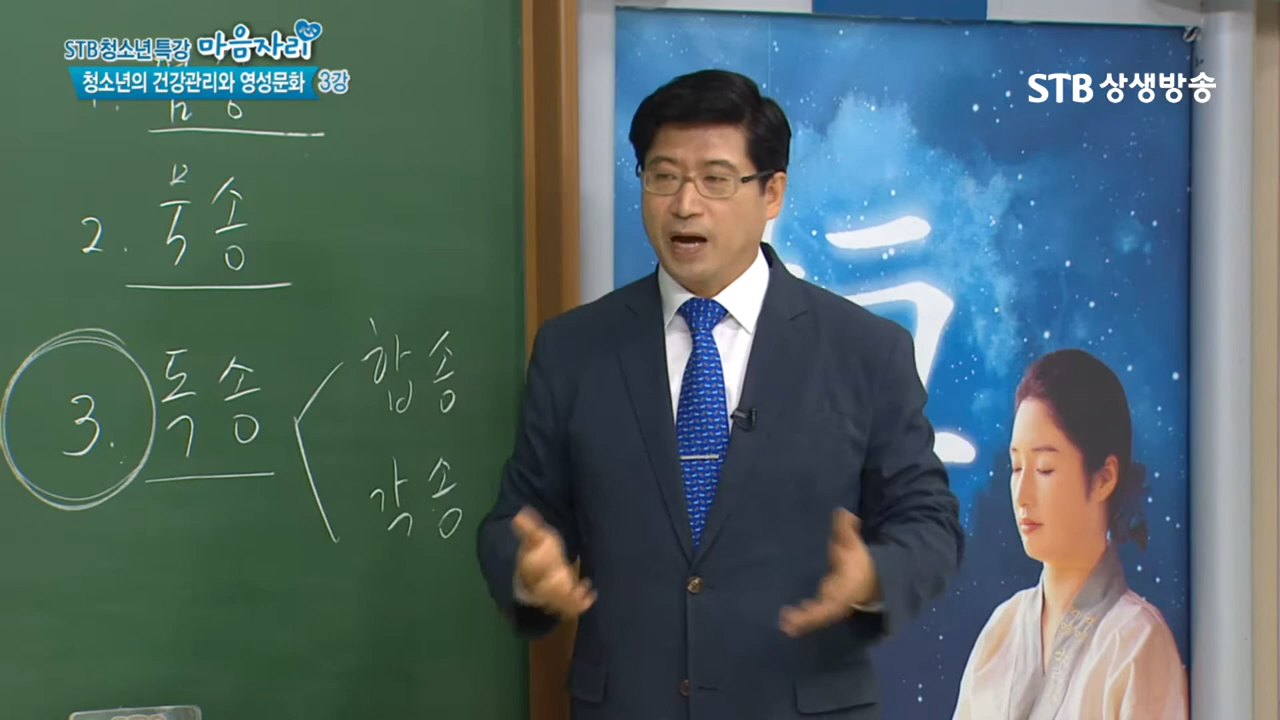 STB청소년 특강 마음자리
청소년의 건강관리와 영성문화 3강
STB 상생방송
2. 묵송
3. 독송
합송
각송